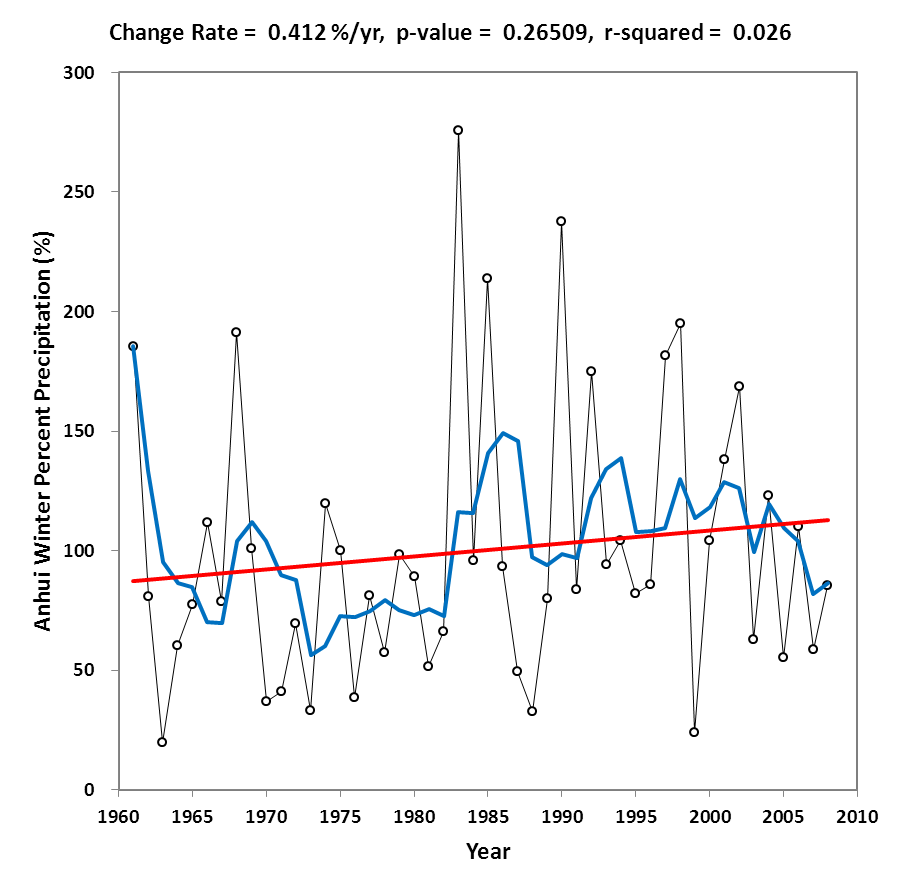 Change Rate = 0.412 %/yr, p-value = 0.26509, r-squared = 0.026
Anhui Winter Percent Precipitation (%)
300
250
200
150
100
50
0
1960 1965 1970 1975 1980 1985 1990 1995 2000 2005 2010
Year